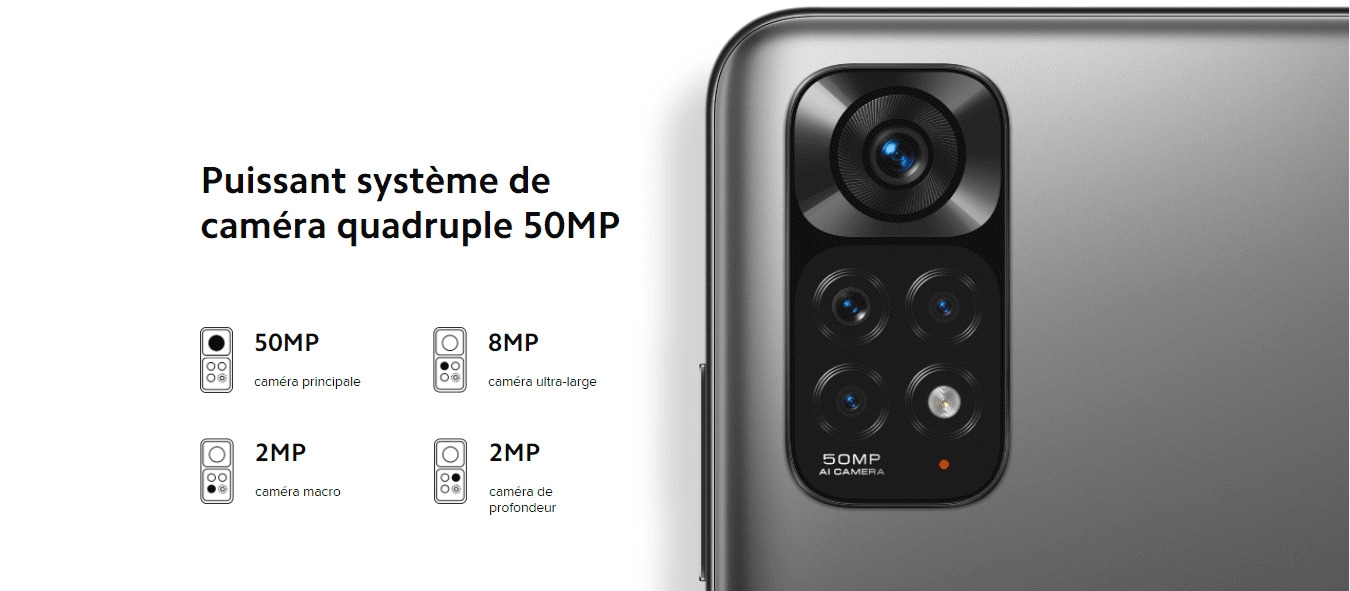 Puissant système de
caméra quadruple 50MP
50MP
caméra principale
8MP
caméra ultra-large
2MP
caméra macro
2MP
caméra de
profondeur
50MP
AI CAMERA